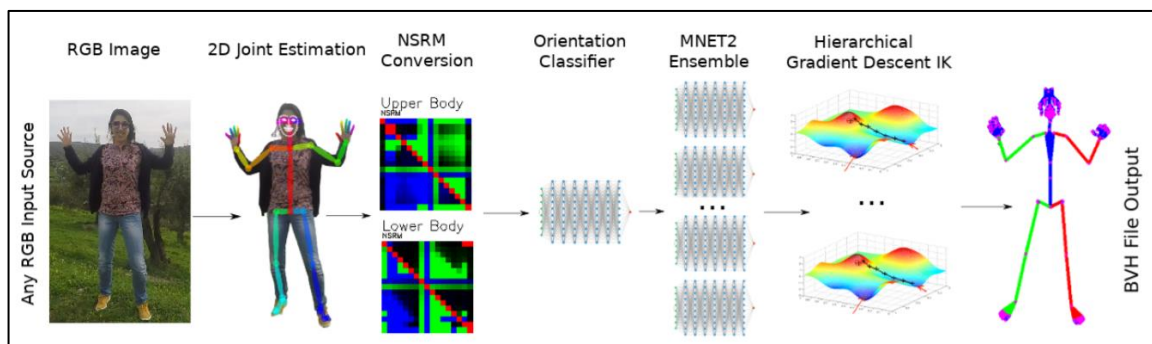 RGB Image
2D Joint Estimation
NSRM
Conversion
Orientation
Classifier
MNET2
Ensemble
Hierarchical
Gradient Descent IK
Any RGB Input Source
Upper Body
NSRM
Lower Body
NSRM
...
...
BVH File Output